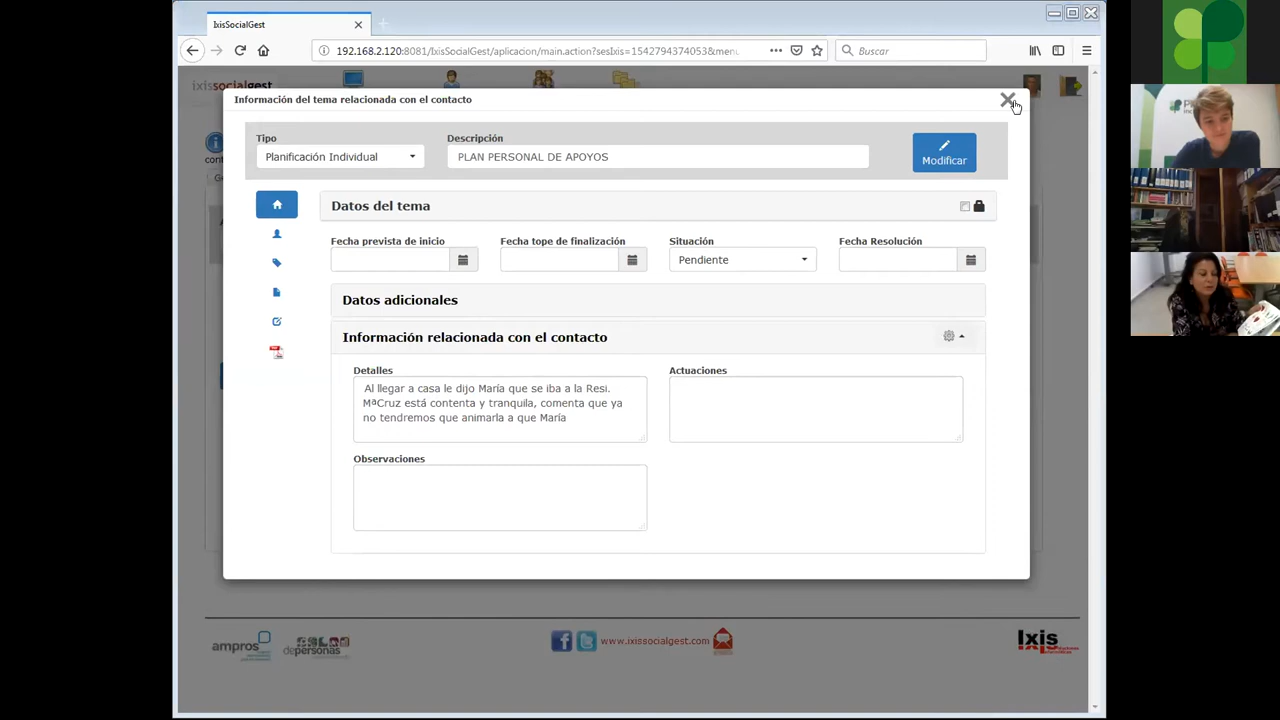 IxisSocialGest
192.168.2.120:8081/IxisSocialGest/aplicacion/main.action?sesIxis=1542794374053&menu
Buscar
ixissocialgest
Información del tema relacionada con el contacto
Tipo
Descripción
Planificación Individual
PLAN PERSONAL DE APOYOS
Modificar
Datos del tema
Fecha prevista de inicio
Fecha tope de finalización
Situación
Fecha Resolución
Pendiente
Datos adicionales
Información relacionada con el contacto
Detalles
Actuaciones
Al llegar a casa le dijo María que se iba a la Resi.
MªCruz está contenta y tranquila, comenta que ya
no tendremos que animarla a que María
Observaciones
ampros
depersonas
www.ixissocialgest.com
Ixis